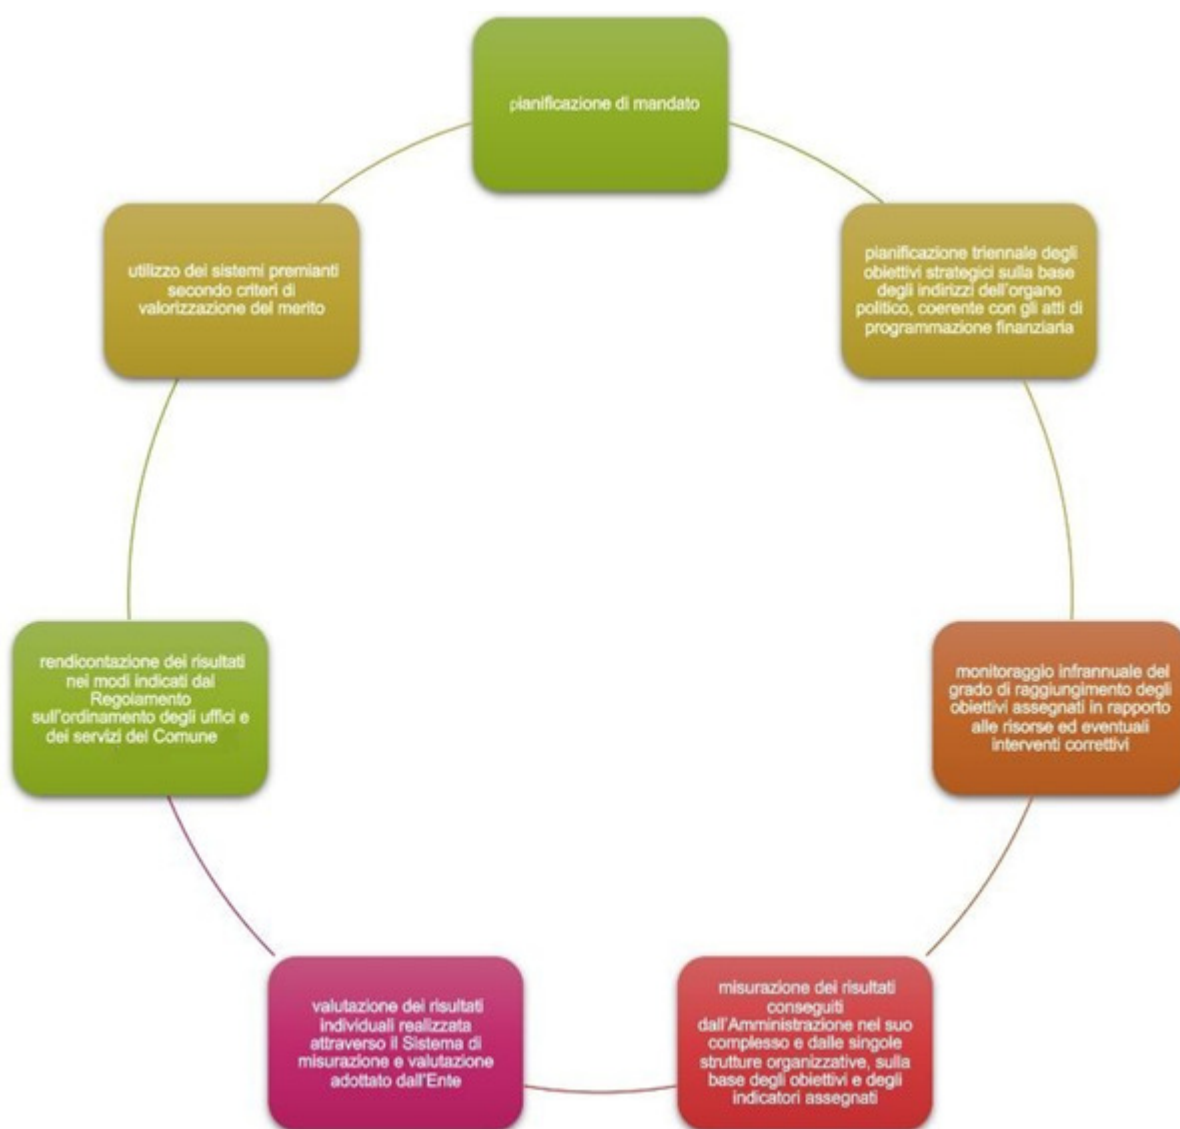 pianificazione di mandato
pianificazione triennale degli
obiettivi strategici sulla base
degli indirizzi dell'organo
politico, coerente con gli atti di
programmazione finanziaria
monitoraggio infrannuale del
grado di raggiungimento degli
obiettivi assegnati in rapporto
alle risorse ed eventuali
interventi correttivi
misurazione dei risultati
conseguiti
dall'Amministrazione nel suo
complesso e dalle singole
strutture organizzative, sulla
base degli obiettivi e degli
indicatori assegnati
valutazione dei risultati
individuali realizzata
attraverso il Sistema di
misurazione e valutazione
adottato dall'Ente
rendicontazione dei risultati
nei modi indicati dal
Regolamento
sull'ordinamento degli uffici e
dei servizi del Comune
utilizzo dei sistemi premianti
secondo criteri di
valorizzazione del merito